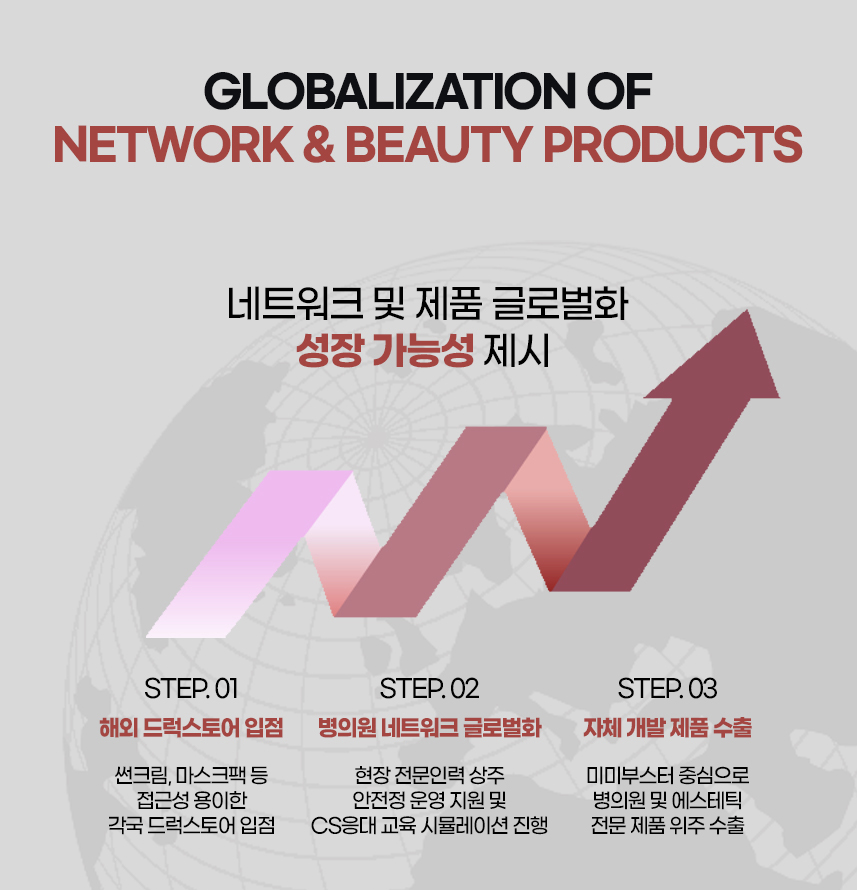 GLOBALIZATION OF
NETWORK & BEAUTY PRODUCTS
네트워크 및 제품 글로벌화
성장 가능성 제시
STEP. 01
해외 드럭스토어 입점
썬크림, 마스크팩 등
접근성 용이한
각국 드럭스토어 입점
STEP. 02
병의원 네트워크 글로벌화
현장 전문인력 상주
안전정 운영 지원 및
CS응대 교육 시뮬레이션 진행
STEP. 03
자체 개발 제품 수출
미미부스터 중심으로
병의원 및 에스테틱
전문 제품 위주 수출